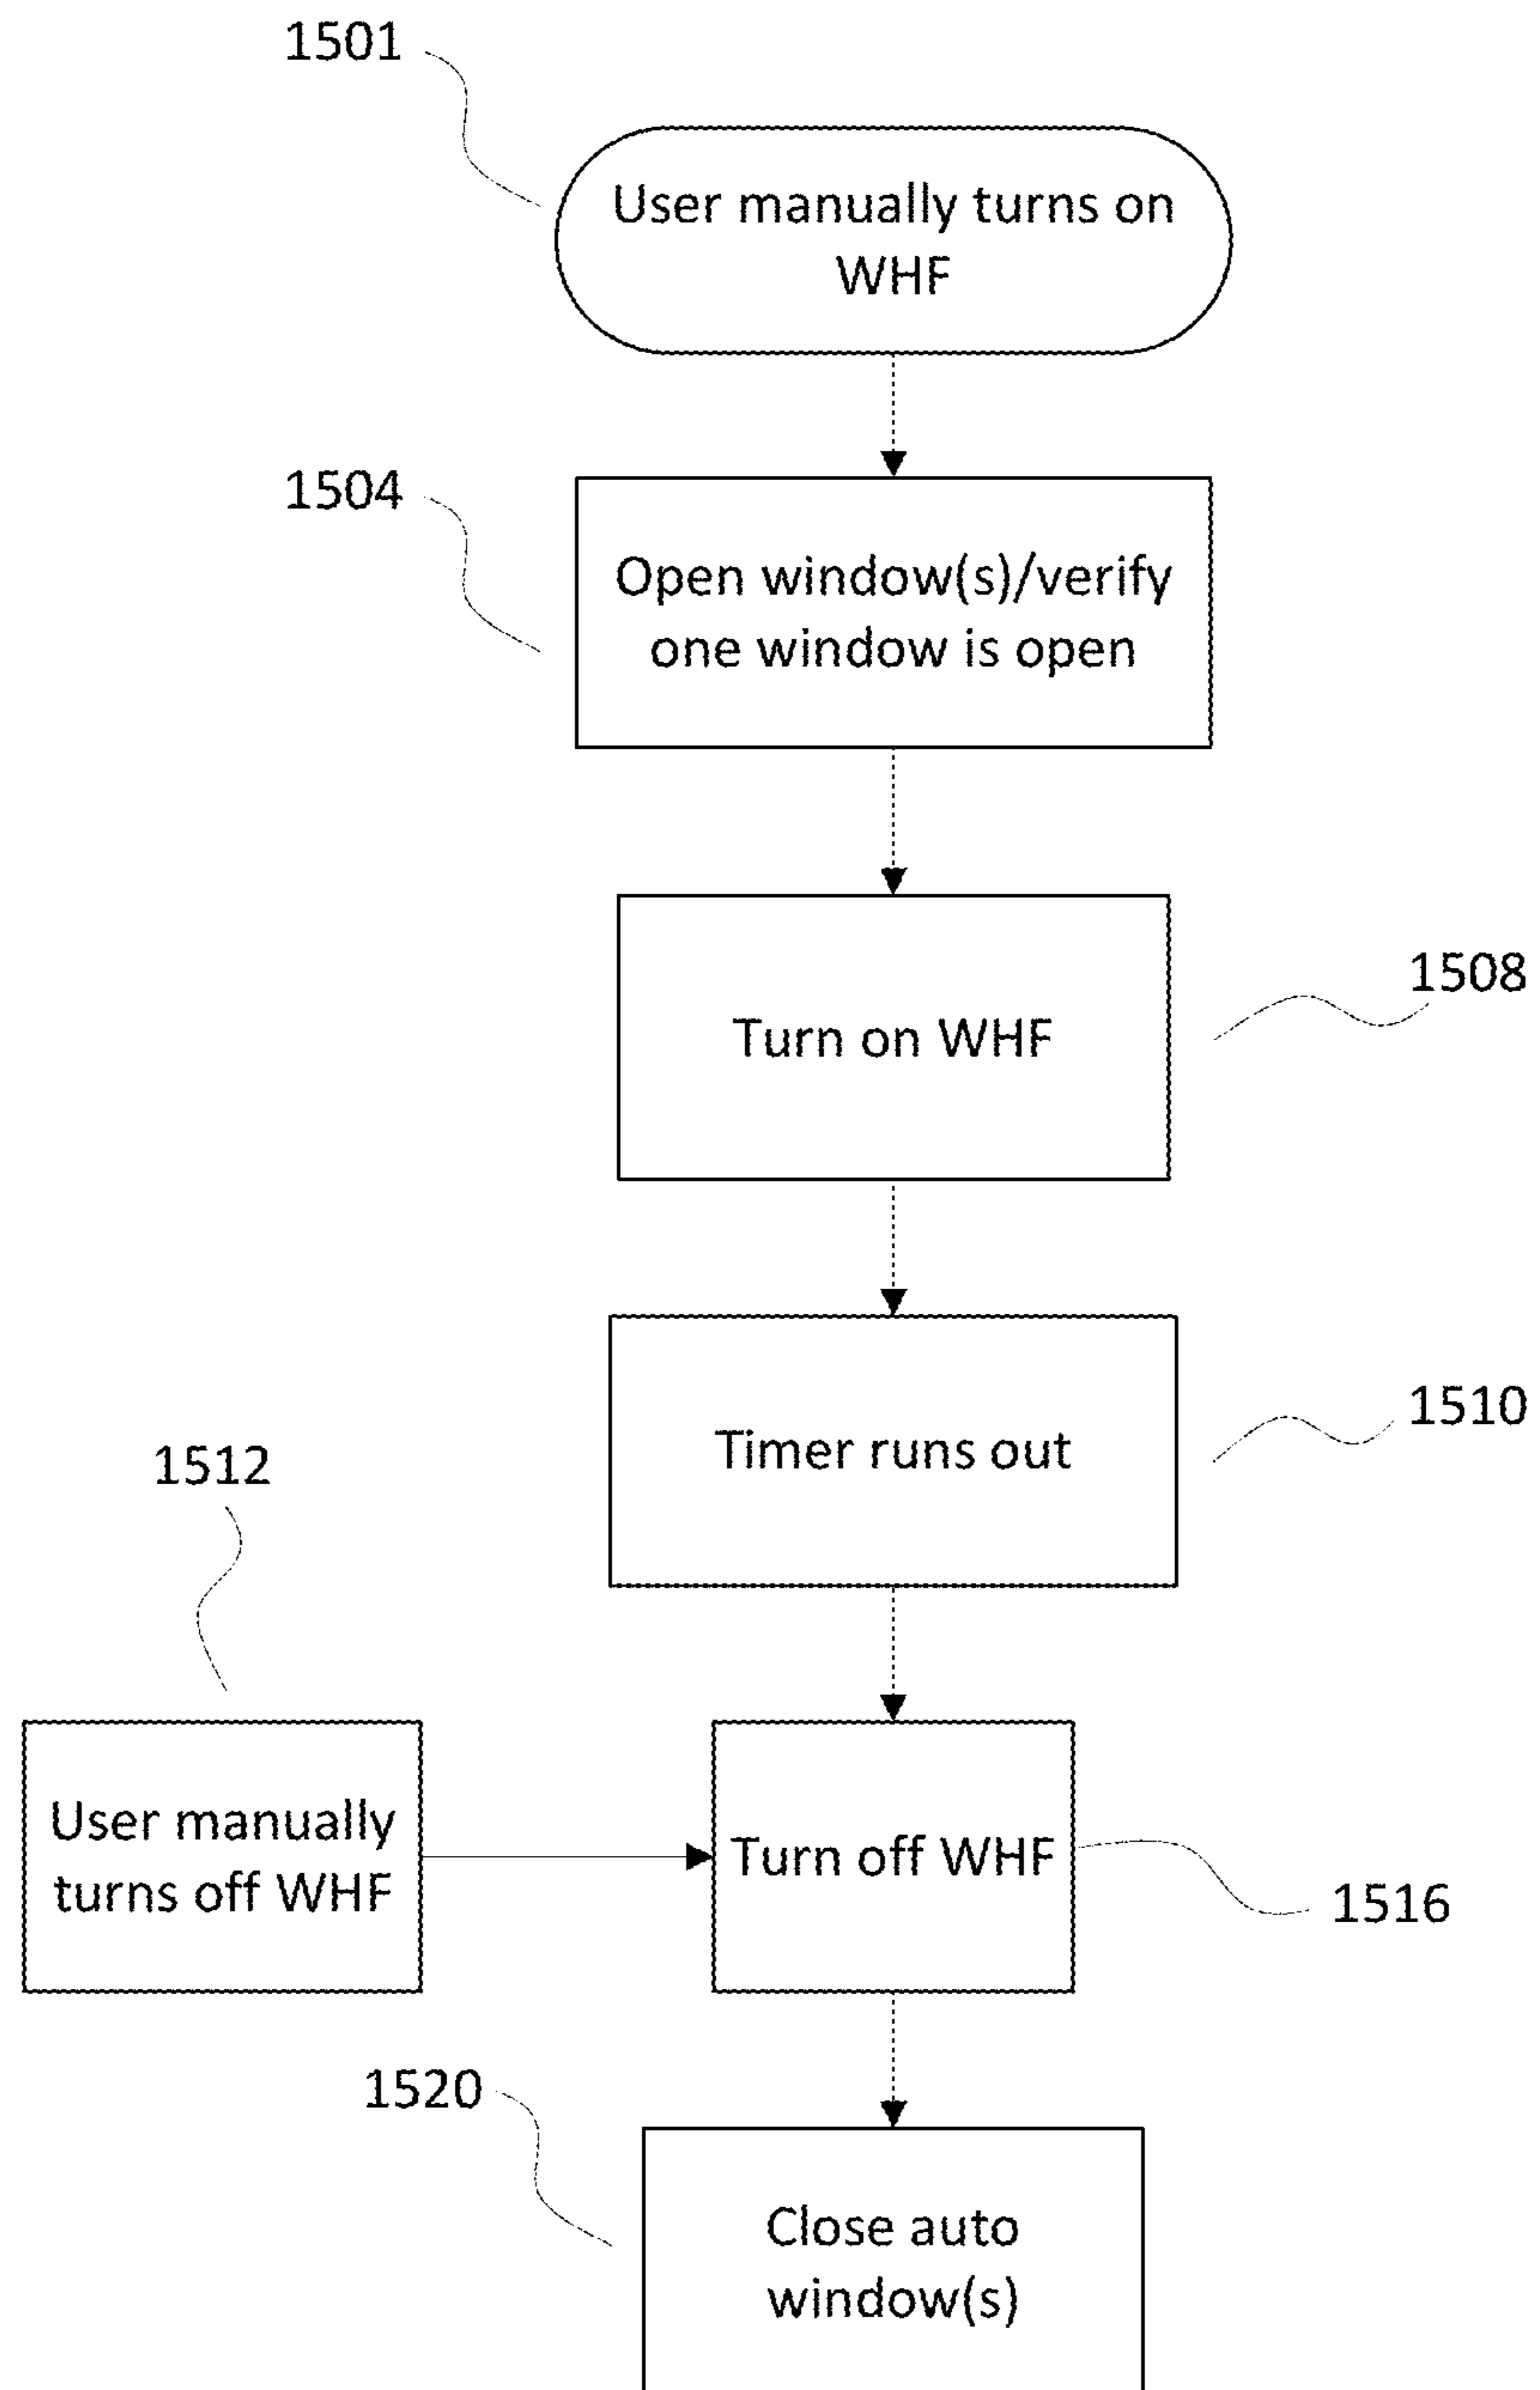 1501
User manually turns on
WHF
1504
Open window(s)/verify
one window is open
1508
Turn on WHF
1510
Timer runs out
1512
User manually
turns off WHF
Turn off WHF
1516
1520
Close auto
window(s)